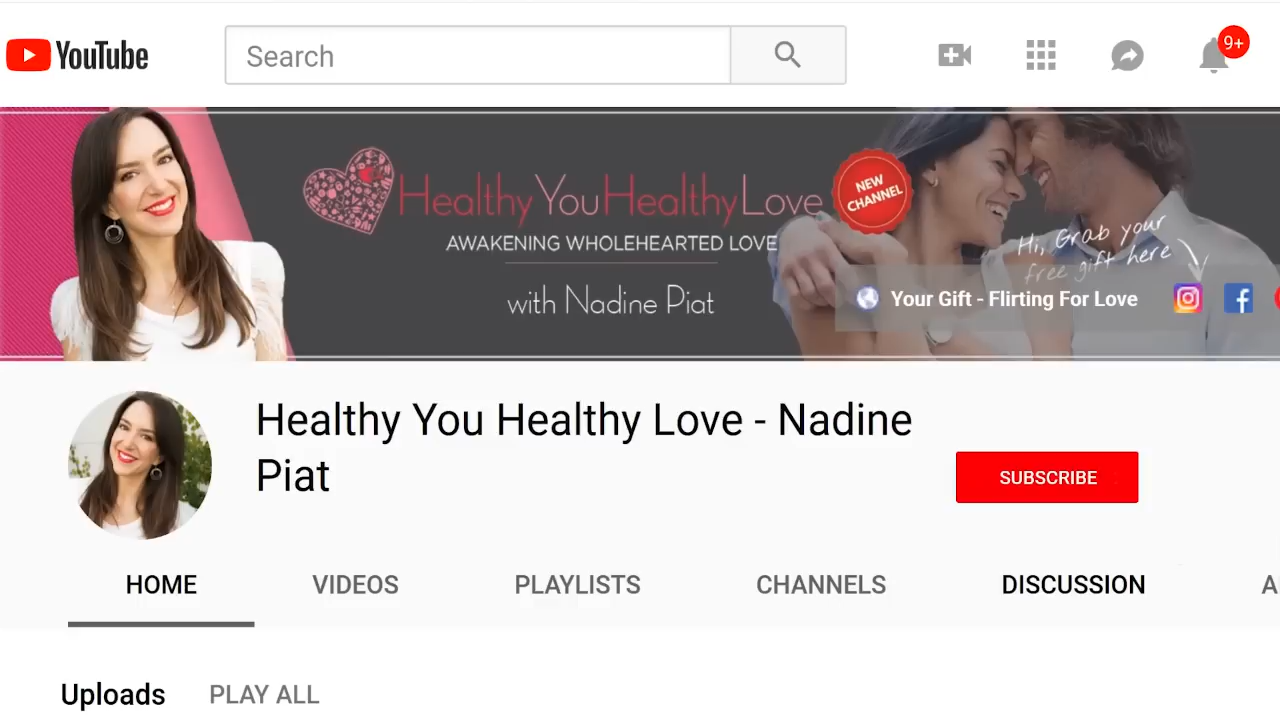 YouTube
Search
9+
HealthyYouHealthyLove
NEW
CHANNEL
AWAKENING WHOLEHEARTED LOVE
with Nadine Piat
Hi, Grab your
free gift here
Your Gift - Flirting For Love
Healthy You Healthy Love - Nadine
Piat
SUBSCRIBE
HOME VIDEOS PLAYLISTS CHANNELS DISCUSSION
Uploads PLAY ALL